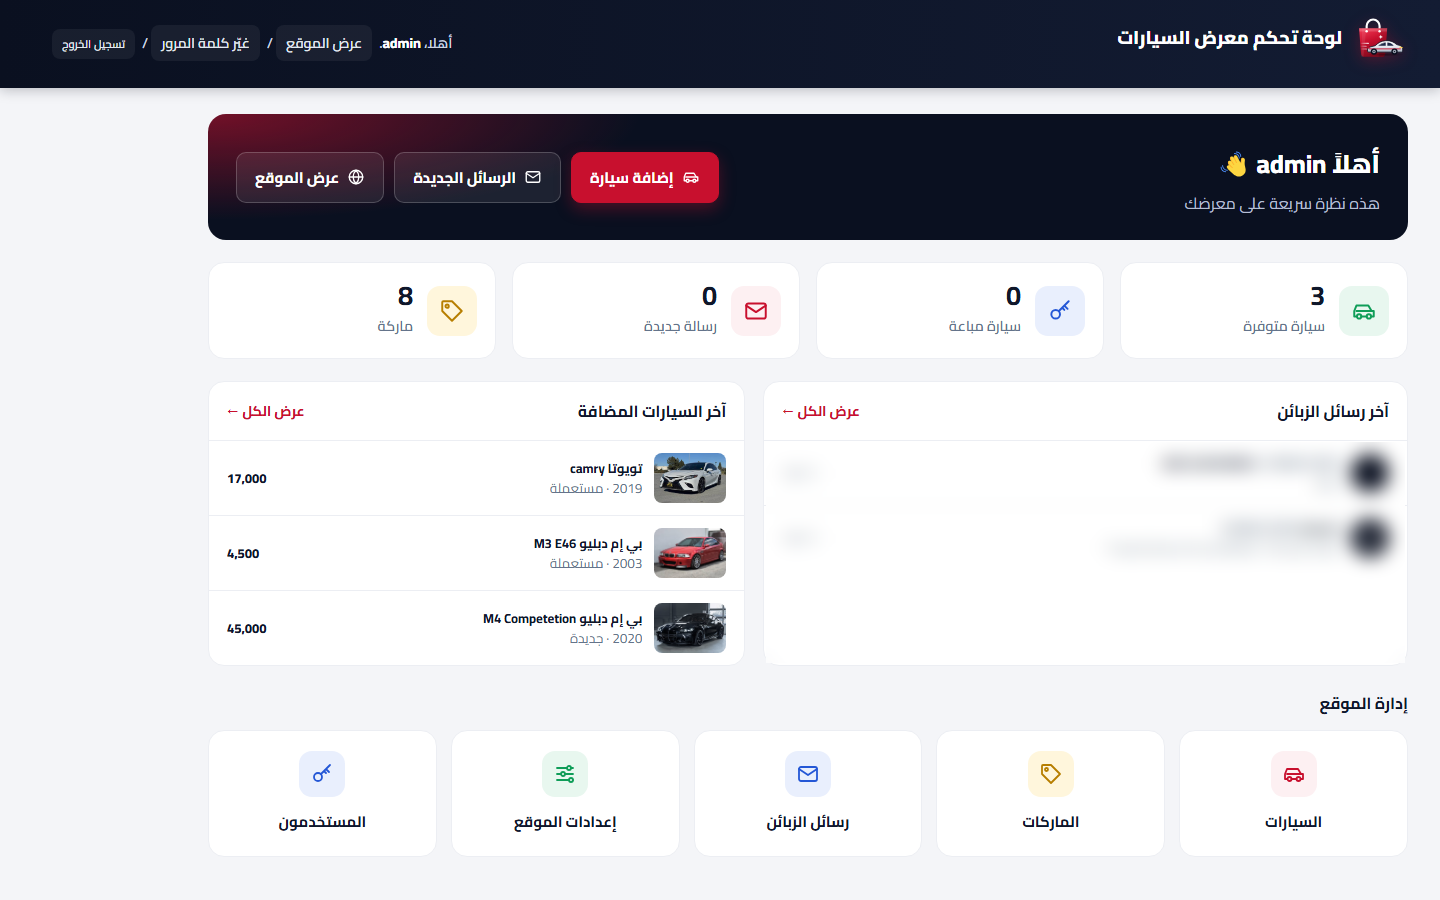 لوحة تحكم معرض السيارات
أهلا، admin. عرض الموقع / غيّر كلمة المرور / تسجيل الخروج
أهلاً admin 👋
هذه نظرة سريعة على معرضك
إضافة سيارة
الرسائل الجديدة
عرض الموقع
3
سيارة متوفرة
0
سيارة مباعة
0
رسالة جديدة
8
ماركة
آخر رسائل الزبائن
عرض الكل ←
آخر السيارات المضافة
عرض الكل ←
تويوتا camry
2019 · مستعملة
17,000
بي إم دبليو M3 E46
2003 · مستعملة
4,500
بي إم دبليو M4 Competetion
2020 · جديدة
45,000
إدارة الموقع
السيارات
الماركات
رسائل الزبائن
إعدادات الموقع
المستخدمون